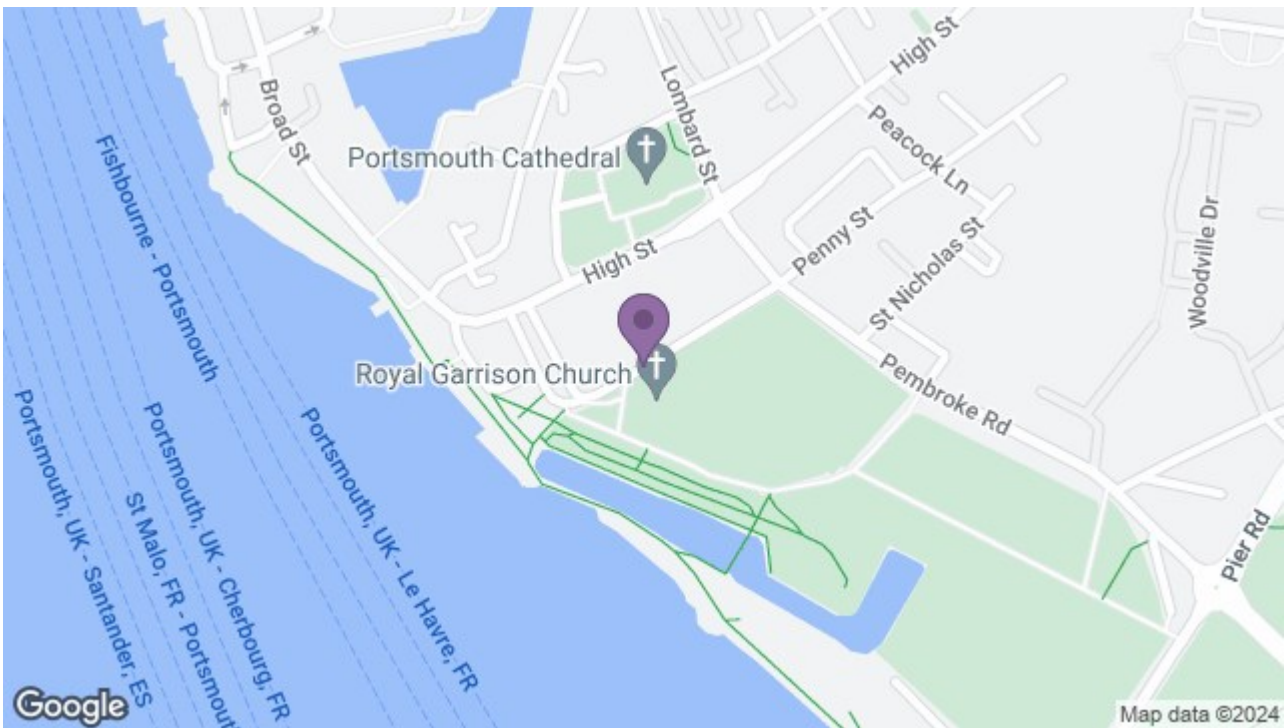 High St
Broad St
Lombard St
Peacock Ln
Portsmouth Cathedral
Fishbourne - Portsmouth
Penny St
High St
St Nicholas St
Woodville Dr
Royal Garrison Church
Pembroke Rd
Portsmouth, UK - Santander, ES
St Malo, FR - Portsmout
Portsmouth, UK - Cherbourg, FR
Portsmouth, UK - Le Havre, FR
Pier Rd
Google
Map data ©2024